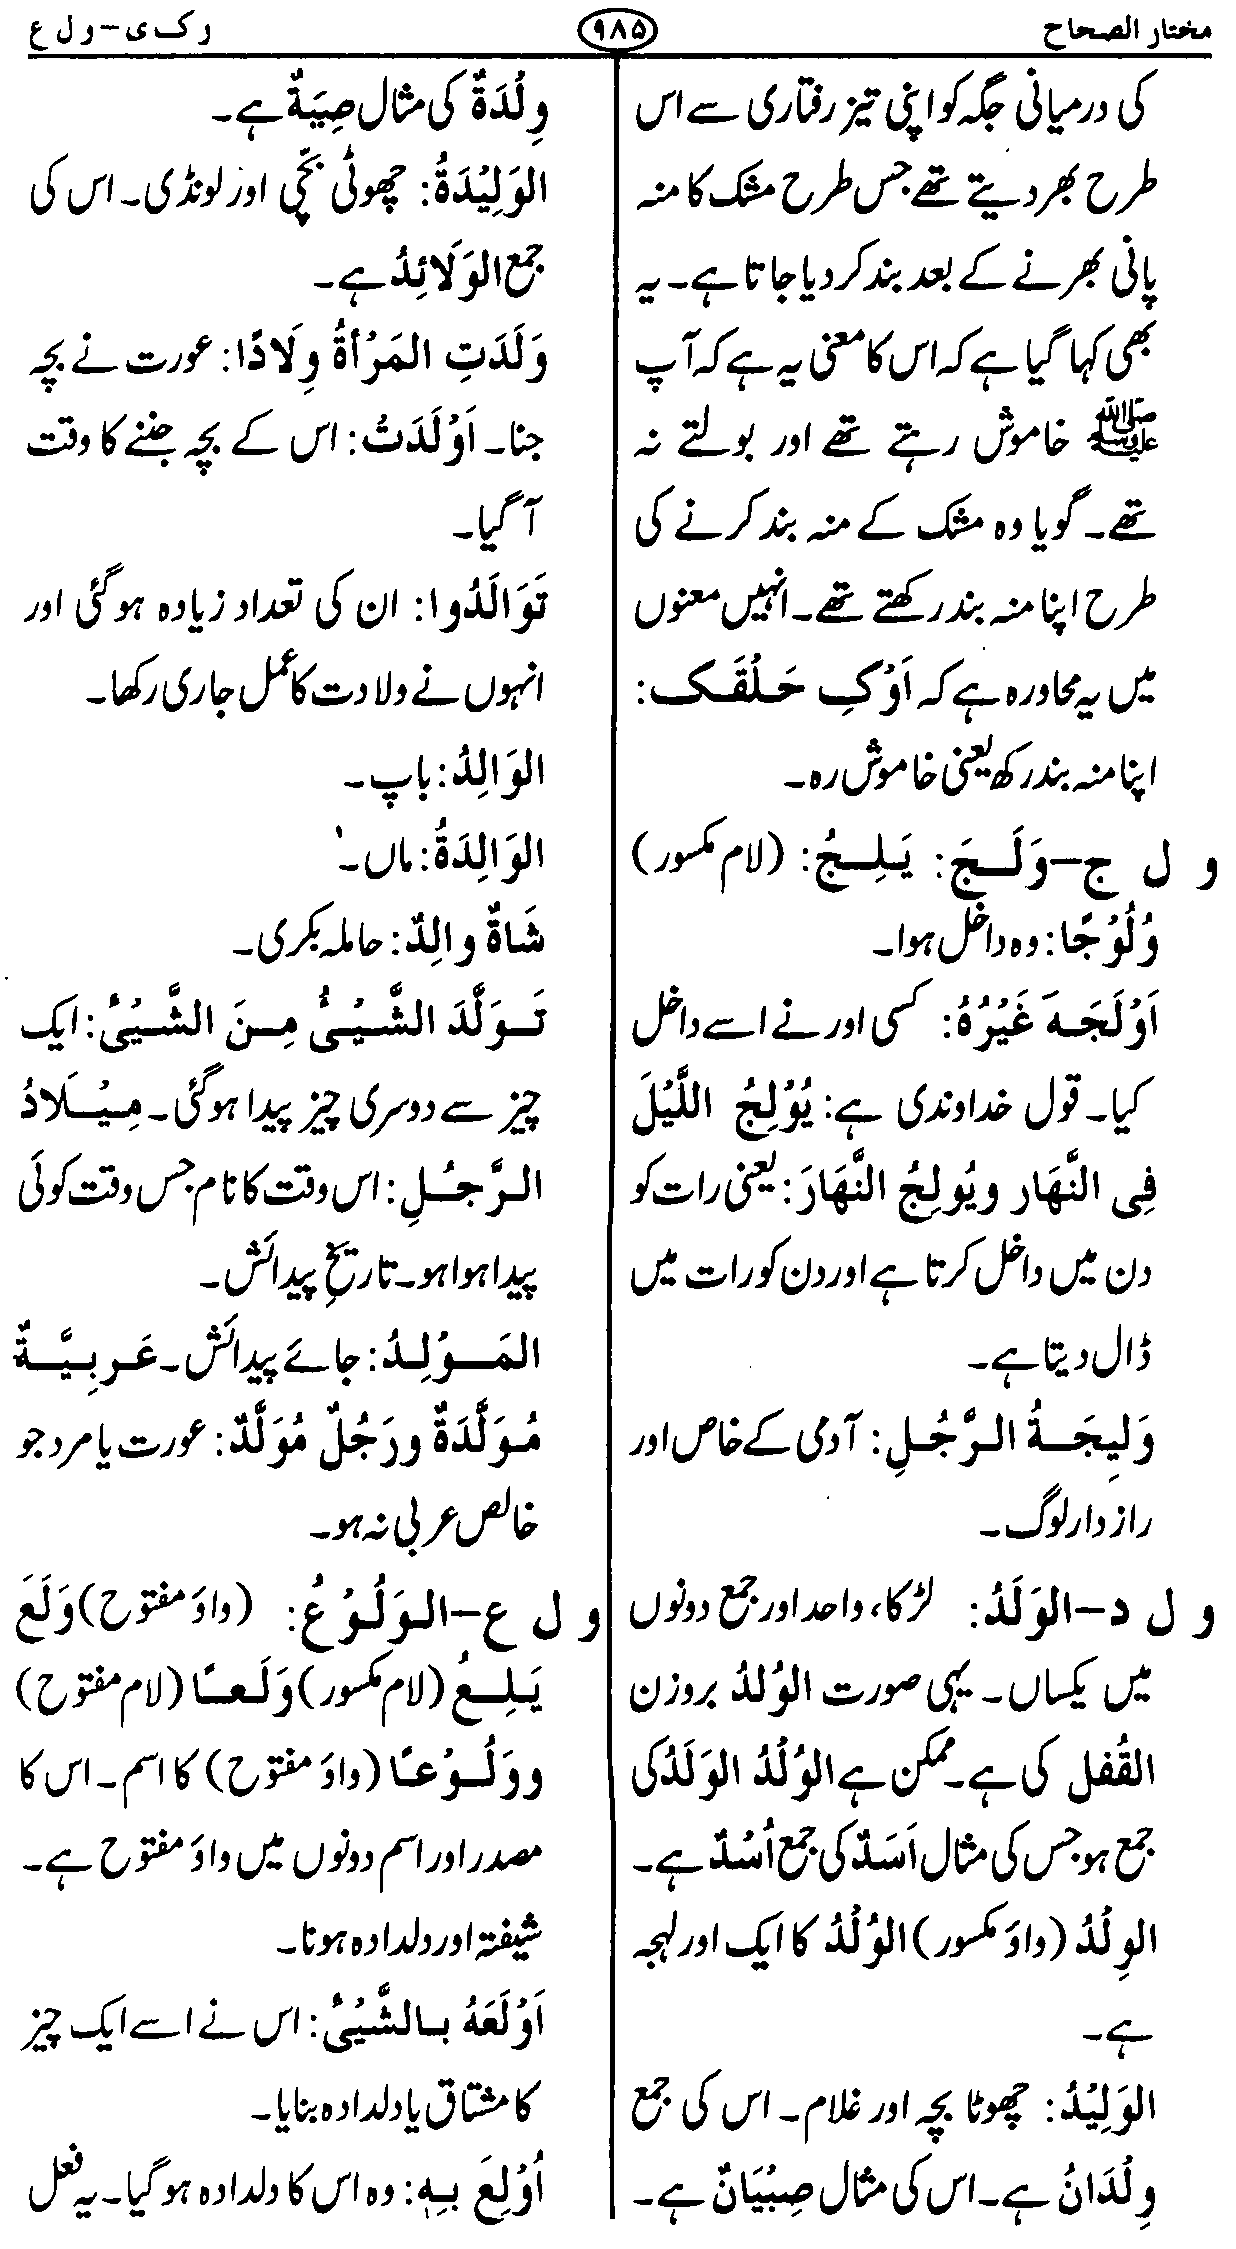 مختار الصحاح
۹۸۵
و ک ی – و ل ع
کی درمیانی جگہ کو اپنی تیز رفتاری سے اس
طرح بھر دیتے تھے جس طرح مشک کا منہ
پانی بھرنے کے بعد بند کر دیا جاتا ہے۔ یہ
بھی کہا گیا ہے کہ اس کا معنی یہ ہے کہ آپ
ﷺ خاموش رہتے تھے اور بولتے نہ
تھے۔ گویا وہ مشک کے منہ بند کرنے کی
طرح اپنا منہ بند رکھتے تھے۔ انہیں معنوں
میں یہ محاورہ ہے کہ اَوْکِ حَلْقَکَ:
اپنا منہ بند رکھ یعنی خاموش رہ۔
و ل ج – وَلَجَ: یَلِجُ: (لام مکسور)
وُلُوْجًا: وہ داخل ہوا۔
اَوْلَجَہَ غَیْرُہُ: کسی اور نے اسے داخل
کیا۔ قول خداوندی ہے: یُوْلِجُ اللَّیْلَ
فِی النَّهَار ویُولِجُ النَّهَارَ: یعنی رات کو
دن میں داخل کرتا ہے اور دن کو رات میں
ڈال دیتا ہے۔
وَلِیجَۃُ الرَّجُلِ: آدمی کے خاص اور
راز دار لوگ۔
و ل د – الوَلَدُ: لڑکا، واحد اور جمع دونوں
میں یکساں۔ یہی صورت الوُلْدُ بروزن
القُفل کی ہے۔ ممکن ہے الوُلْدُ الوَلَدُ کی
جمع ہو جس کی مثال اَسَدٌ کی جمع اُسْدٌ ہے۔
الوِلْدُ (واؤ مکسور) الوُلْدُ کا ایک اور لہجہ
ہے۔
الوَلِیْدُ: چھوٹا بچہ اور غلام۔ اس کی جمع
وِلْدَانٌ ہے۔ اس کی مثال صِبْیَانٌ ہے۔
وِلْدَۃٌ کی مثال صِبْیَۃٌ ہے۔
الوَلِیْدَۃُ: چھوٹی بچّی اور لونڈی۔ اس کی
جمع الوَلَائِدُ ہے۔
وَلَدَتِ المَرْأۃُ وِلَادًا: عورت نے بچہ
جنا۔ اَوْلَدَتْ: اس کے بچہ جننے کا وقت
آ گیا۔
تَوَالَدُوا: ان کی تعداد زیادہ ہو گئی اور
انہوں نے ولادت کا عمل جاری رکھا۔
الوَالِدُ: باپ۔
الوَالِدَۃُ: ماں۔
شَاۃٌ والِدٌ: حاملہ بکری۔
تَوَلَّدَ الشَّیْئُ مِنَ الشَّیْئُ: ایک
چیز سے دوسری چیز پیدا ہو گئی۔ مِیْلَادُ
الرَّجُلِ: اس وقت کا نام جس وقت کوئی
پیدا ہوا ہو۔ تاریخِ پیدائش۔
المَوْلِدُ: جائے پیدائش۔ عَرِبِیَّۃٌ
مُوَلَّدَۃٌ ورَجُلٌ مُوَلَّدٌ: عورت یا مرد جو
خالص عربی نہ ہو۔
و ل ع – الوَلُوْعُ: (واؤ مفتوح) وَلَعَ
یَلِعُ (لام مکسور) وَلَعًا (لام مفتوح)
ووَلُوْعًا (واؤ مفتوح) کا اسم۔ اس کا
مصدر اور اسم دونوں میں واؤ مفتوح ہے۔
شیفتہ اور دلدادہ ہونا۔
اَوْلَعَہُ بالشَّیْئُ: اس نے اسے ایک چیز
کا مشتاق یا دلدادہ بنایا۔
اُوْلِعَ بِہٖ: وہ اس کا دلدادہ ہو گیا۔ یہ فعل